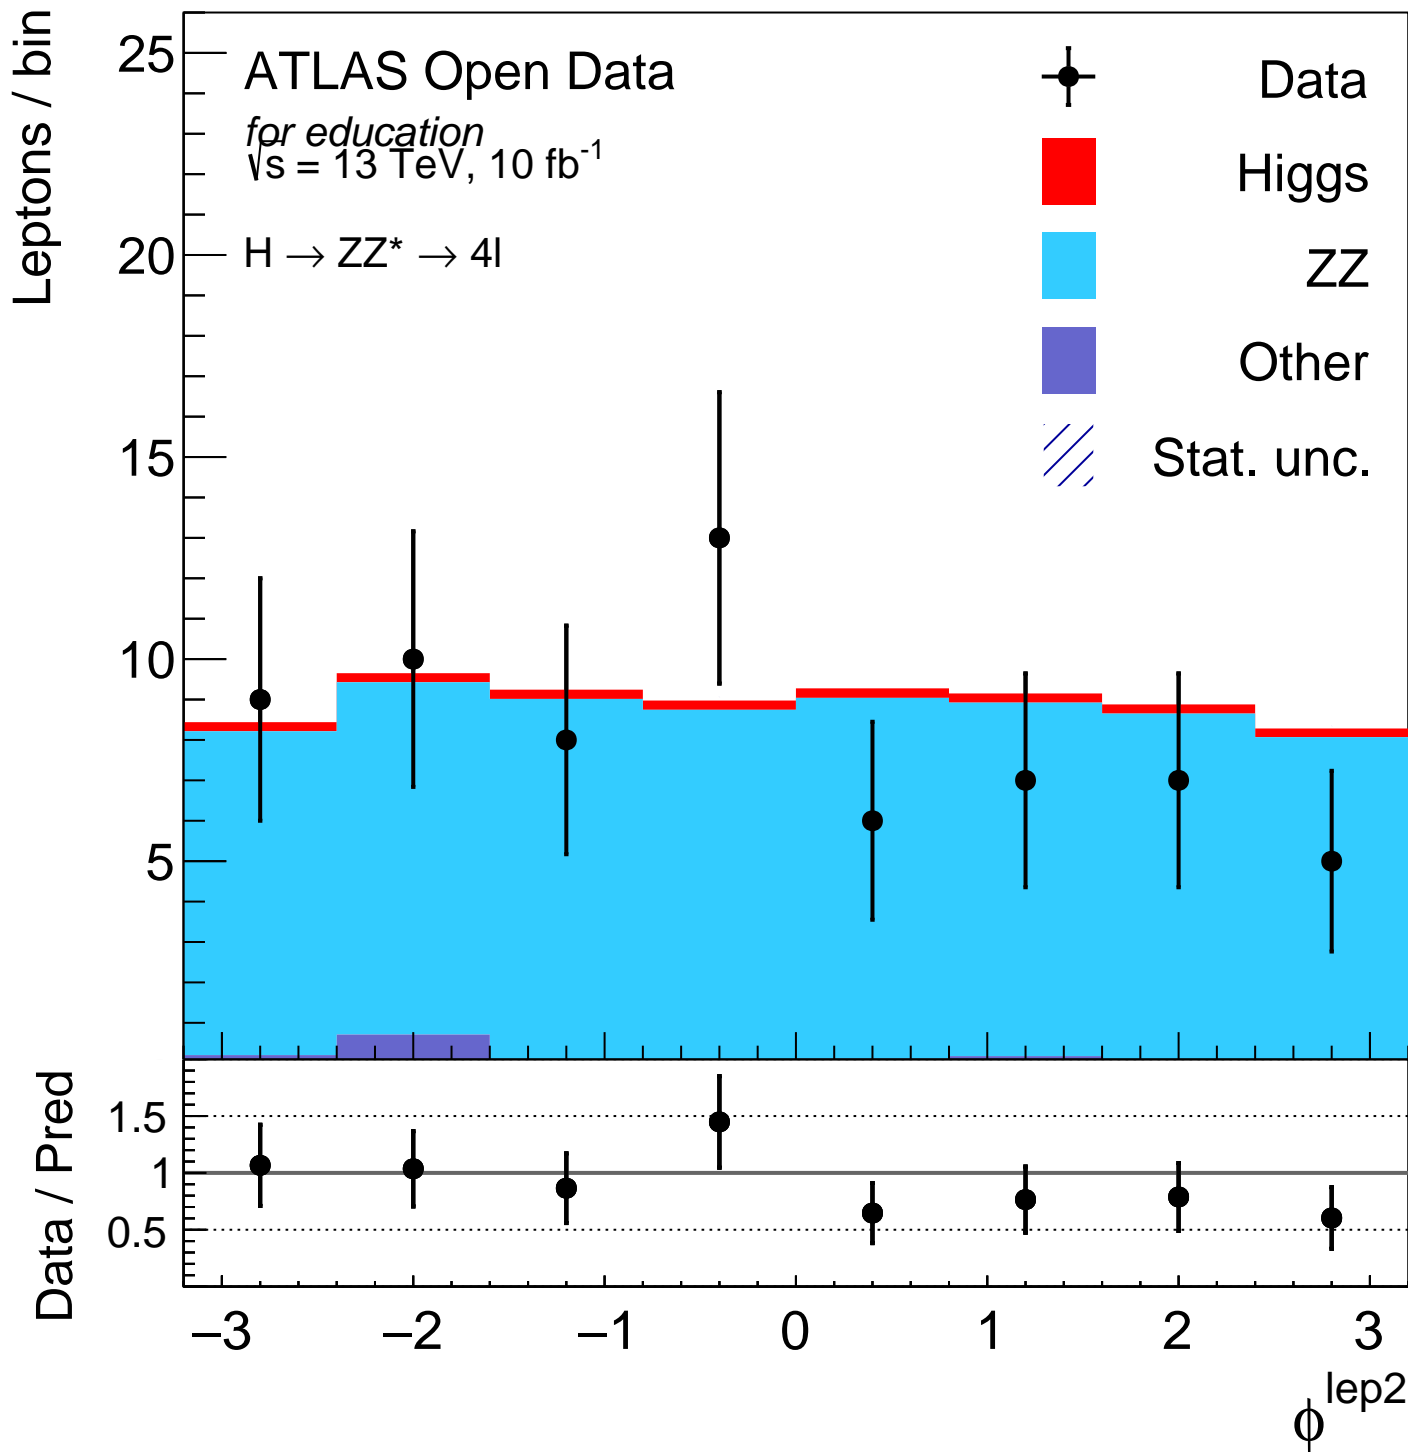 Leptons / bin
25
20
15
10
5
ATLAS Open Data
for education
√s = 13 TeV, 10 fb⁻¹
H → ZZ* → 4l
Data
Higgs
ZZ
Other
Stat. unc.
Data / Pred
1.5
1
0.5
−3 −2 −1 0 1 2 3
ϕ^lep2